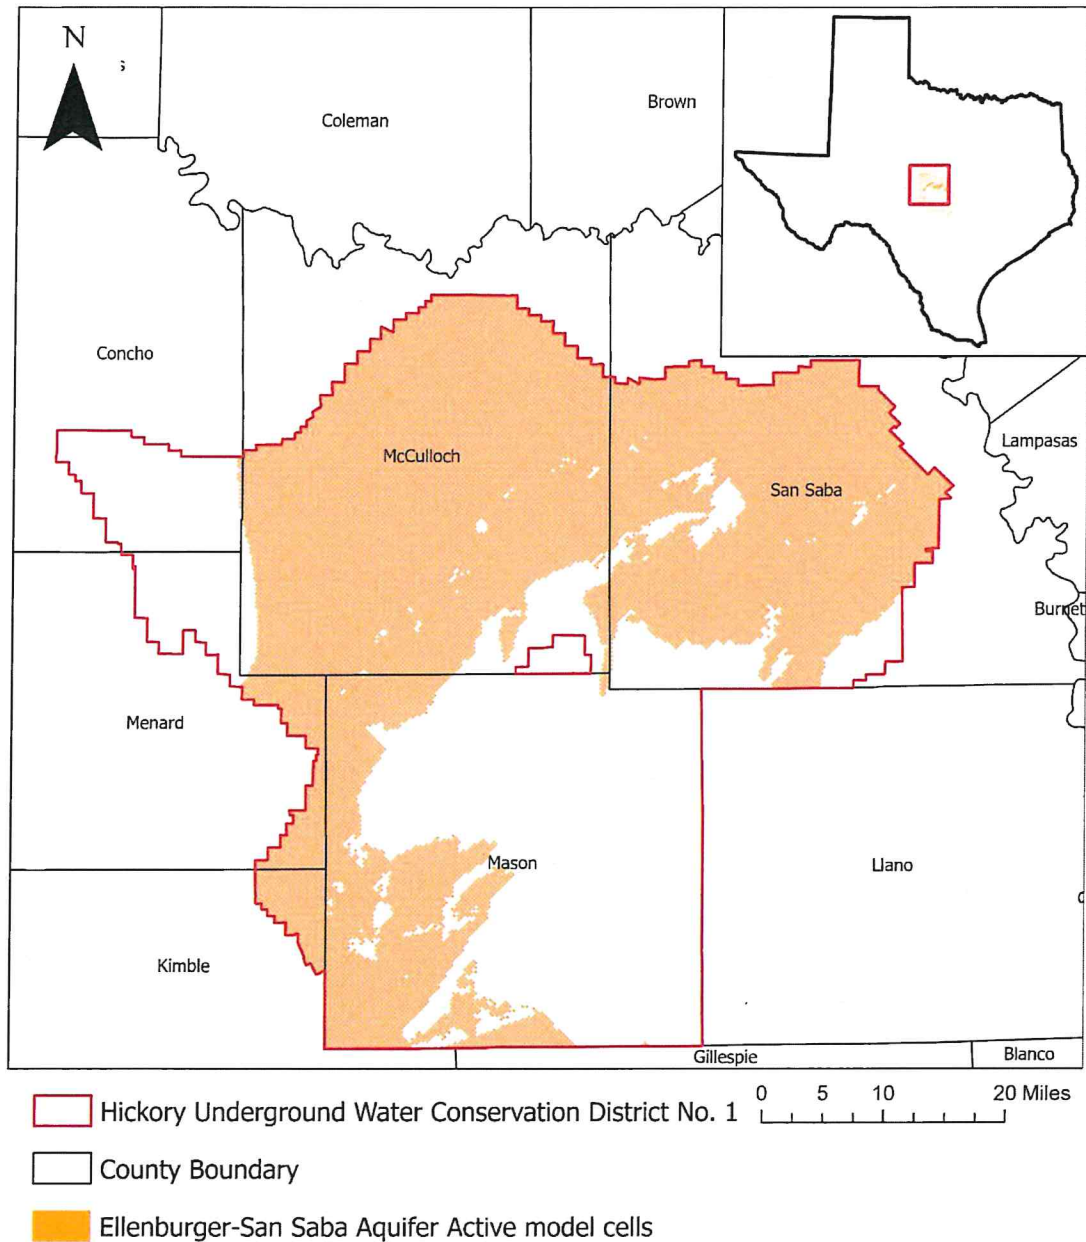 N
s
Coleman
Brown
Concho
McCulloch
Lampasas
San Saba
Burnet
Menard
Mason
Llano
Kimble
Gillespie
Blanco
Hickory Underground Water Conservation District No. 1
0 5 10 20 Miles
County Boundary
Ellenburger-San Saba Aquifer Active model cells